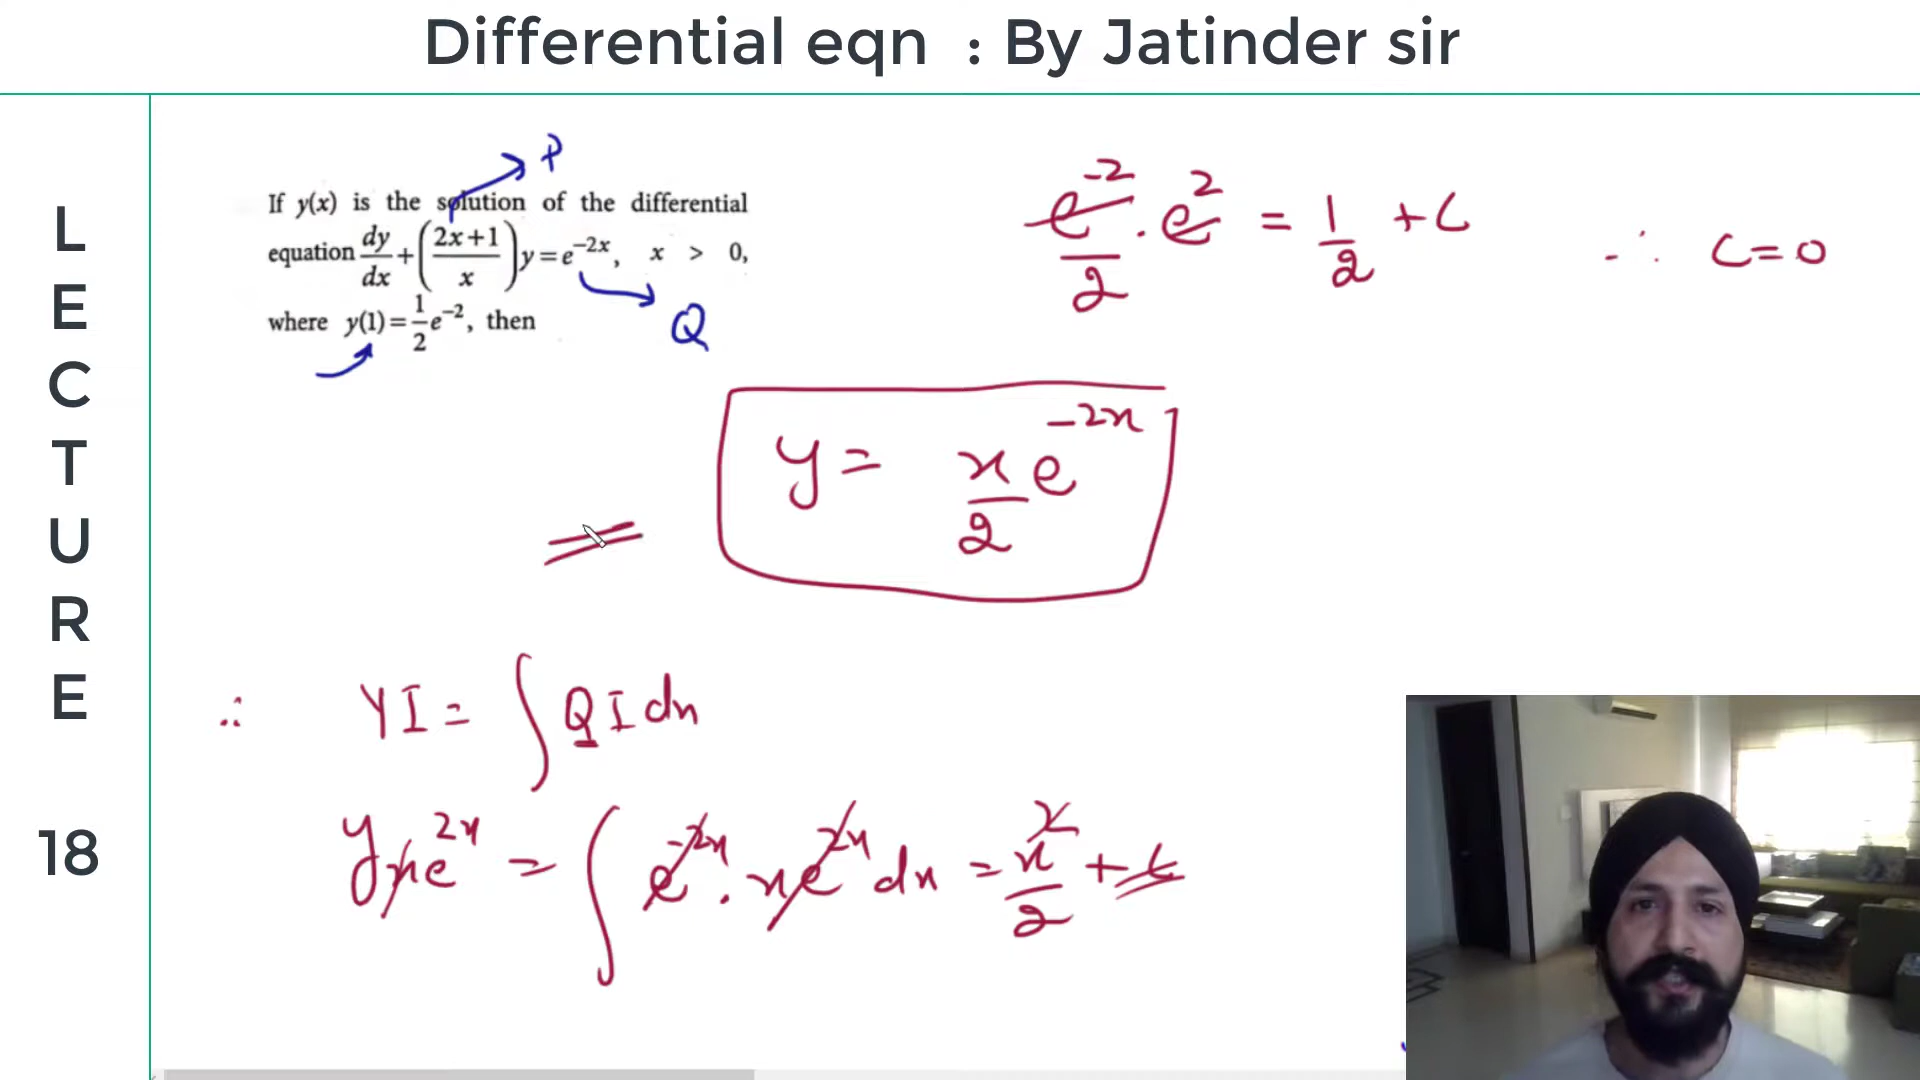 Differential eqn : By Jatinder sir
LECTURE
18
P
If y(x) is the solution of the differential
equation dy/dx + ((2x+1)/x) y = e^{-2x}, x > 0,
where y(1) = 1/2 e^{-2}, then
Q
e^{-2}/2 . e^2 = 1/2 + C ∴ C=0
y = x/2 e^{-2x}
∴ YI = ∫ QI dx
y x e^{2x} = ∫ e^{-2x} . x e^{2x} dx = x^2/2 + C